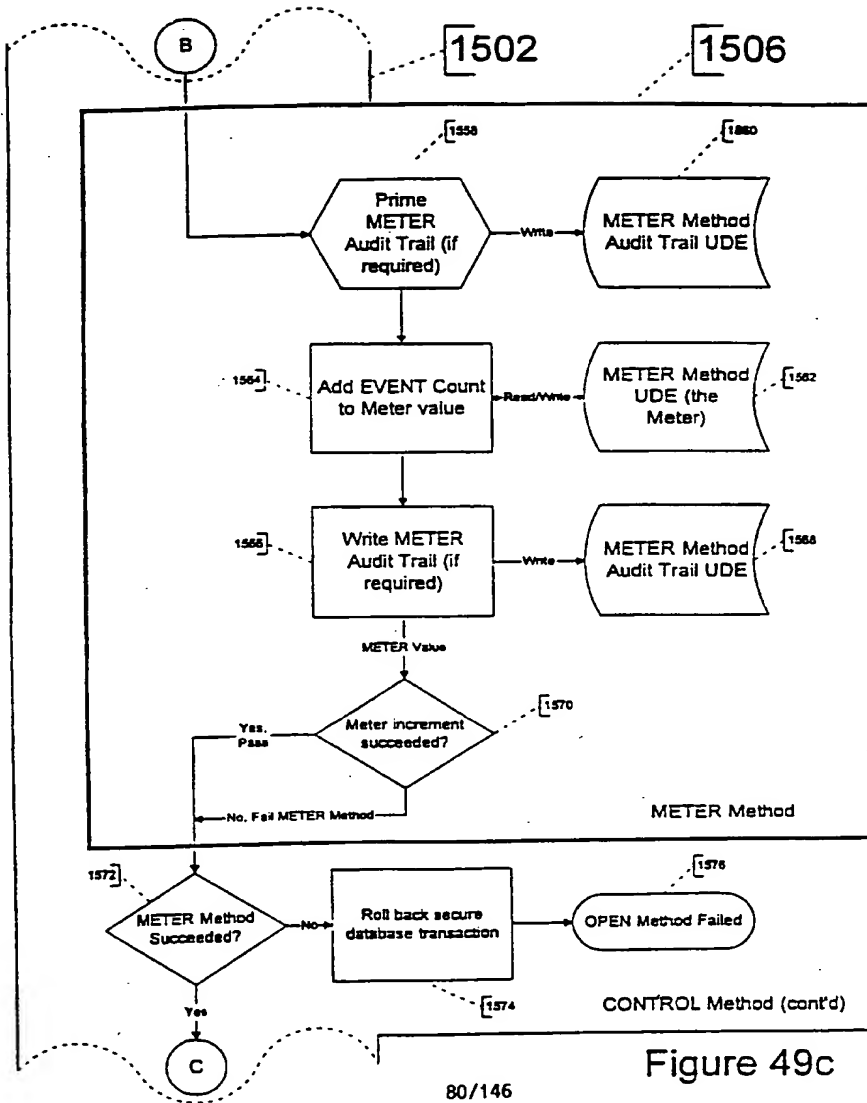 B
1502
1506
1558
1860
Prime
METER
Audit Trail (if
required)
Write
METER Method
Audit Trail UDE
1564
Add EVENT Count
to Meter value
Read/Write
METER Method
UDE (the
Meter)
1562
1566
Write METER
Audit Trail (if
required)
Write
METER Method
Audit Trail UDE
1568
METER Value
Meter increment
succeeded?
1570
Yes,
Pass
No, Fail METER Method
METER Method
1572
METER Method
Succeeded?
No
Roll back secure
database transaction
1576
OPEN Method Failed
1574
CONTROL Method (cont'd)
Yes
C
Figure 49c
80/146